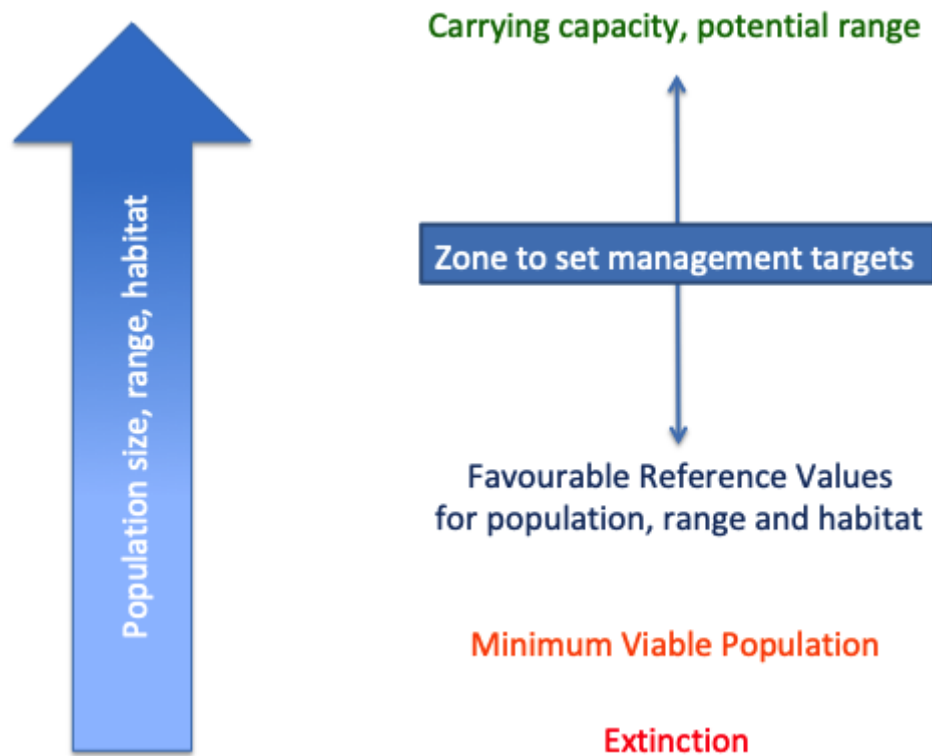 Carrying capacity, potential range
Population size, range, habitat
Zone to set management targets
Favourable Reference Values
for population, range and habitat
Minimum Viable Population
Extinction